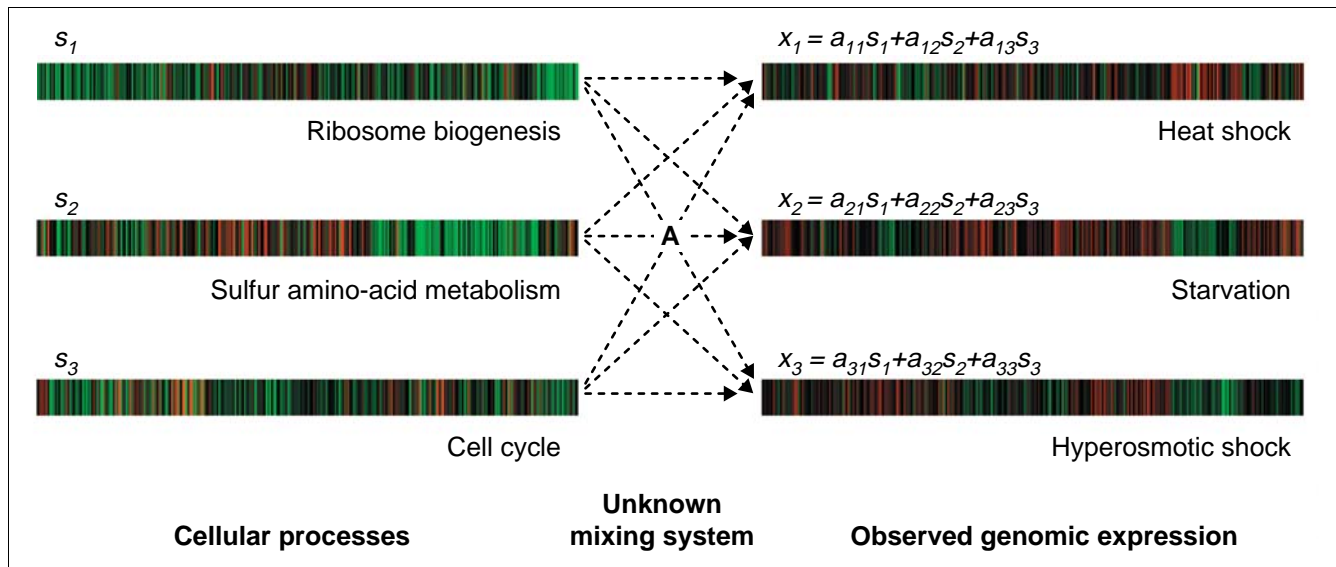 s1
x1 = a11s1+a12s2+a13s3
Ribosome biogenesis
Heat shock
s2
x2 = a21s1+a22s2+a23s3
A
Sulfur amino-acid metabolism
Starvation
s3
x3 = a31s1+a32s2+a33s3
Cell cycle
Hyperosmotic shock
Cellular processes
Unknown
mixing system
Observed genomic expression